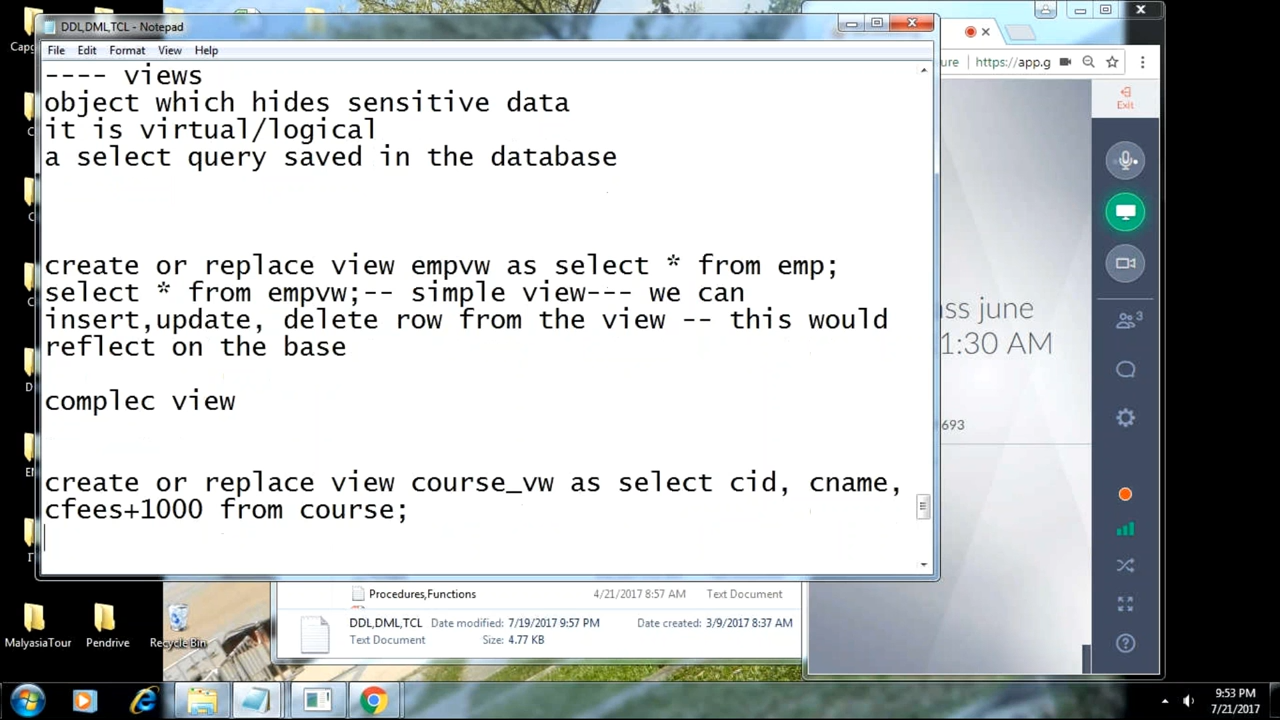 DDL,DML,TCL - Notepad
File Edit Format View Help
---- views
object which hides sensitive data
it is virtual/logical
a select query saved in the database
create or replace view empvw as select * from emp;
select * from empvw;-- simple view--- we can
insert,update, delete row from the view -- this would
reflect on the base
complec view
create or replace view course_vw as select cid, cname,
cfees+1000 from course;
https://app.g
Exit
June
1:30 AM
693
3
Procedures,Functions 4/21/2017 8:57 AM Text Document
DDL,DML,TCL Date modified: 7/19/2017 9:57 PM Date created: 3/9/2017 8:37 AM
Text Document Size: 4.77 KB
MalyasiaTour Pendrive Recycle Bin
9:53 PM
7/21/2017